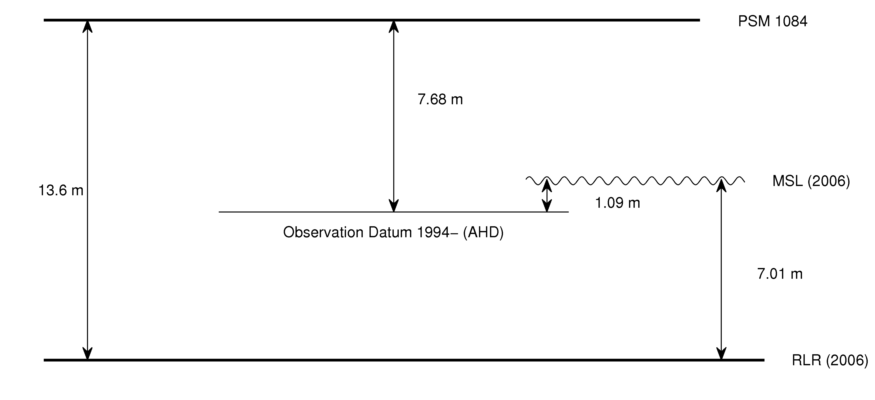 PSM 1084
7.68 m
13.6 m
MSL (2006)
1.09 m
Observation Datum 1994− (AHD)
7.01 m
RLR (2006)